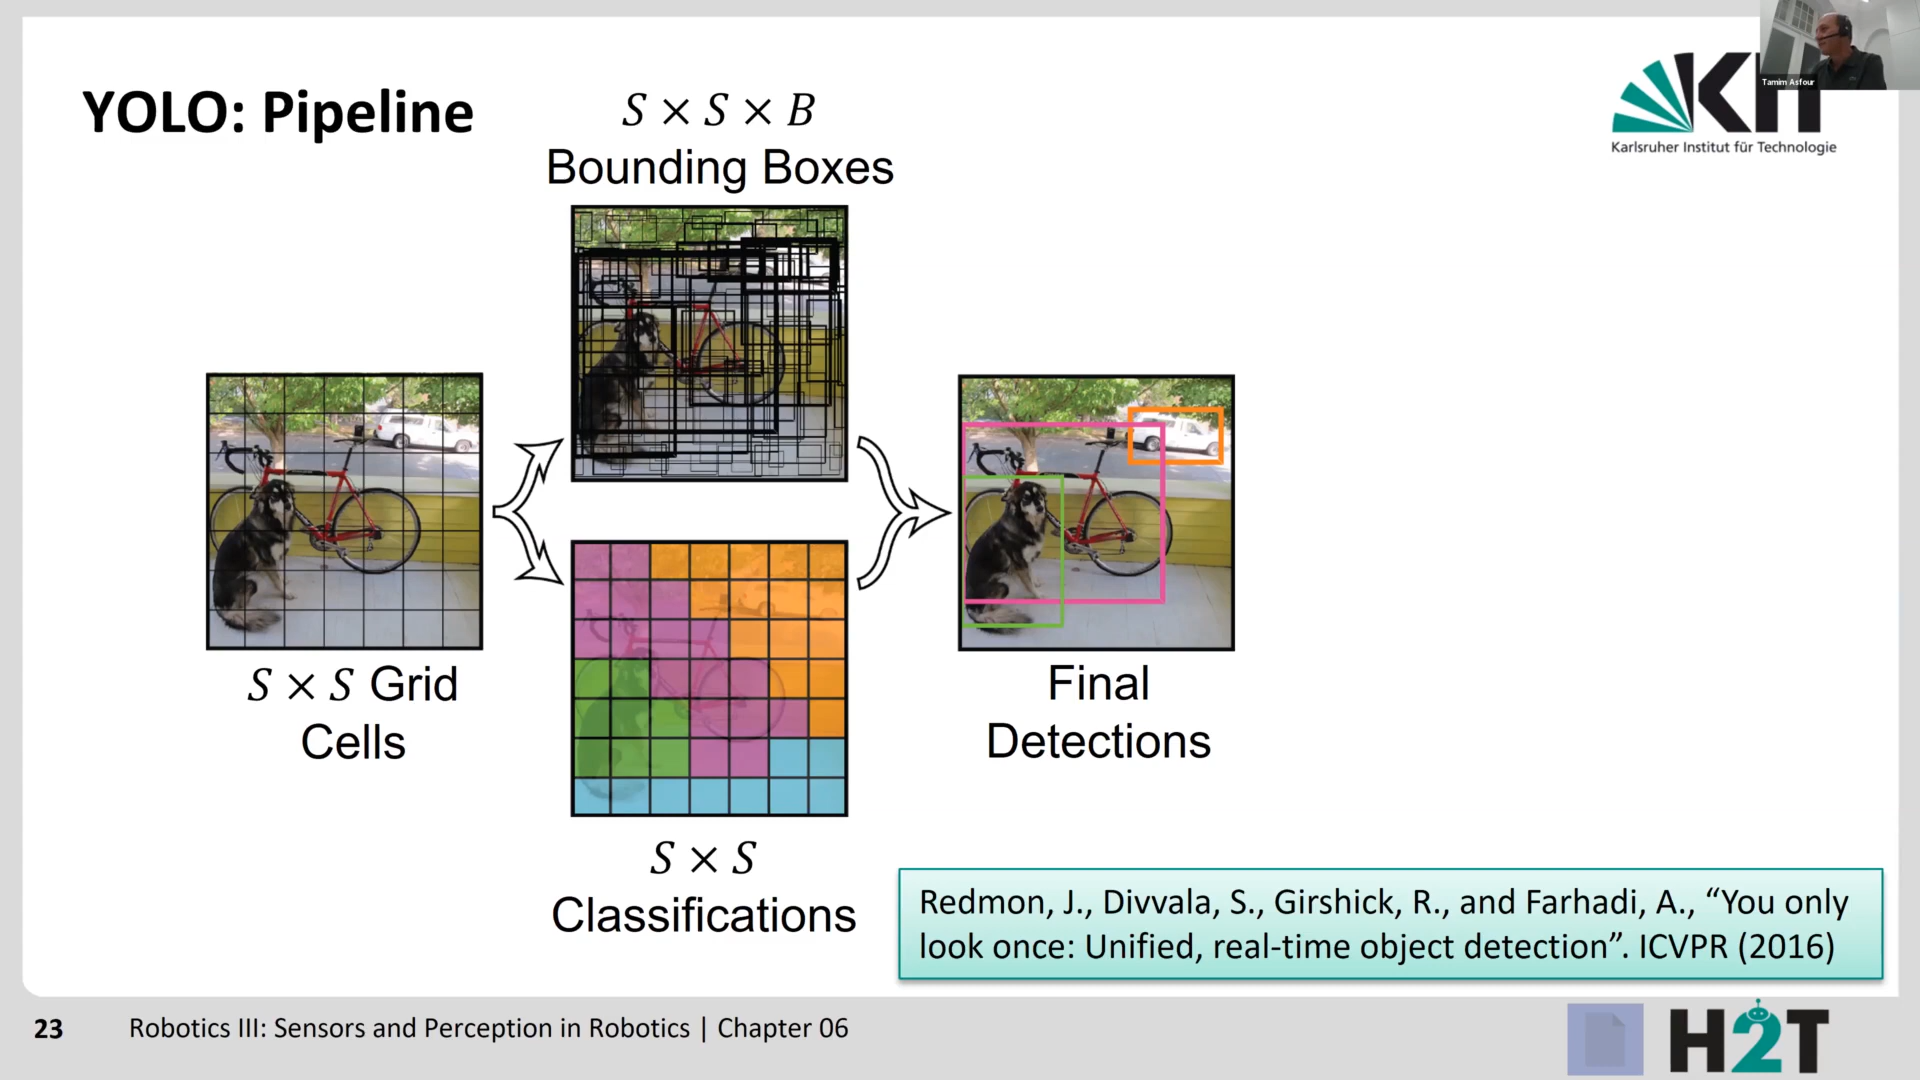 YOLO: Pipeline
S × S × B
Bounding Boxes
Tamim Asfour
KIT
Karlsruher Institut für Technologie
S × S Grid
Cells
Final
Detections
S × S
Classifications
Redmon, J., Divvala, S., Girshick, R., and Farhadi, A., “You only
look once: Unified, real-time object detection”. ICVPR (2016)
23
Robotics III: Sensors and Perception in Robotics | Chapter 06
H2T